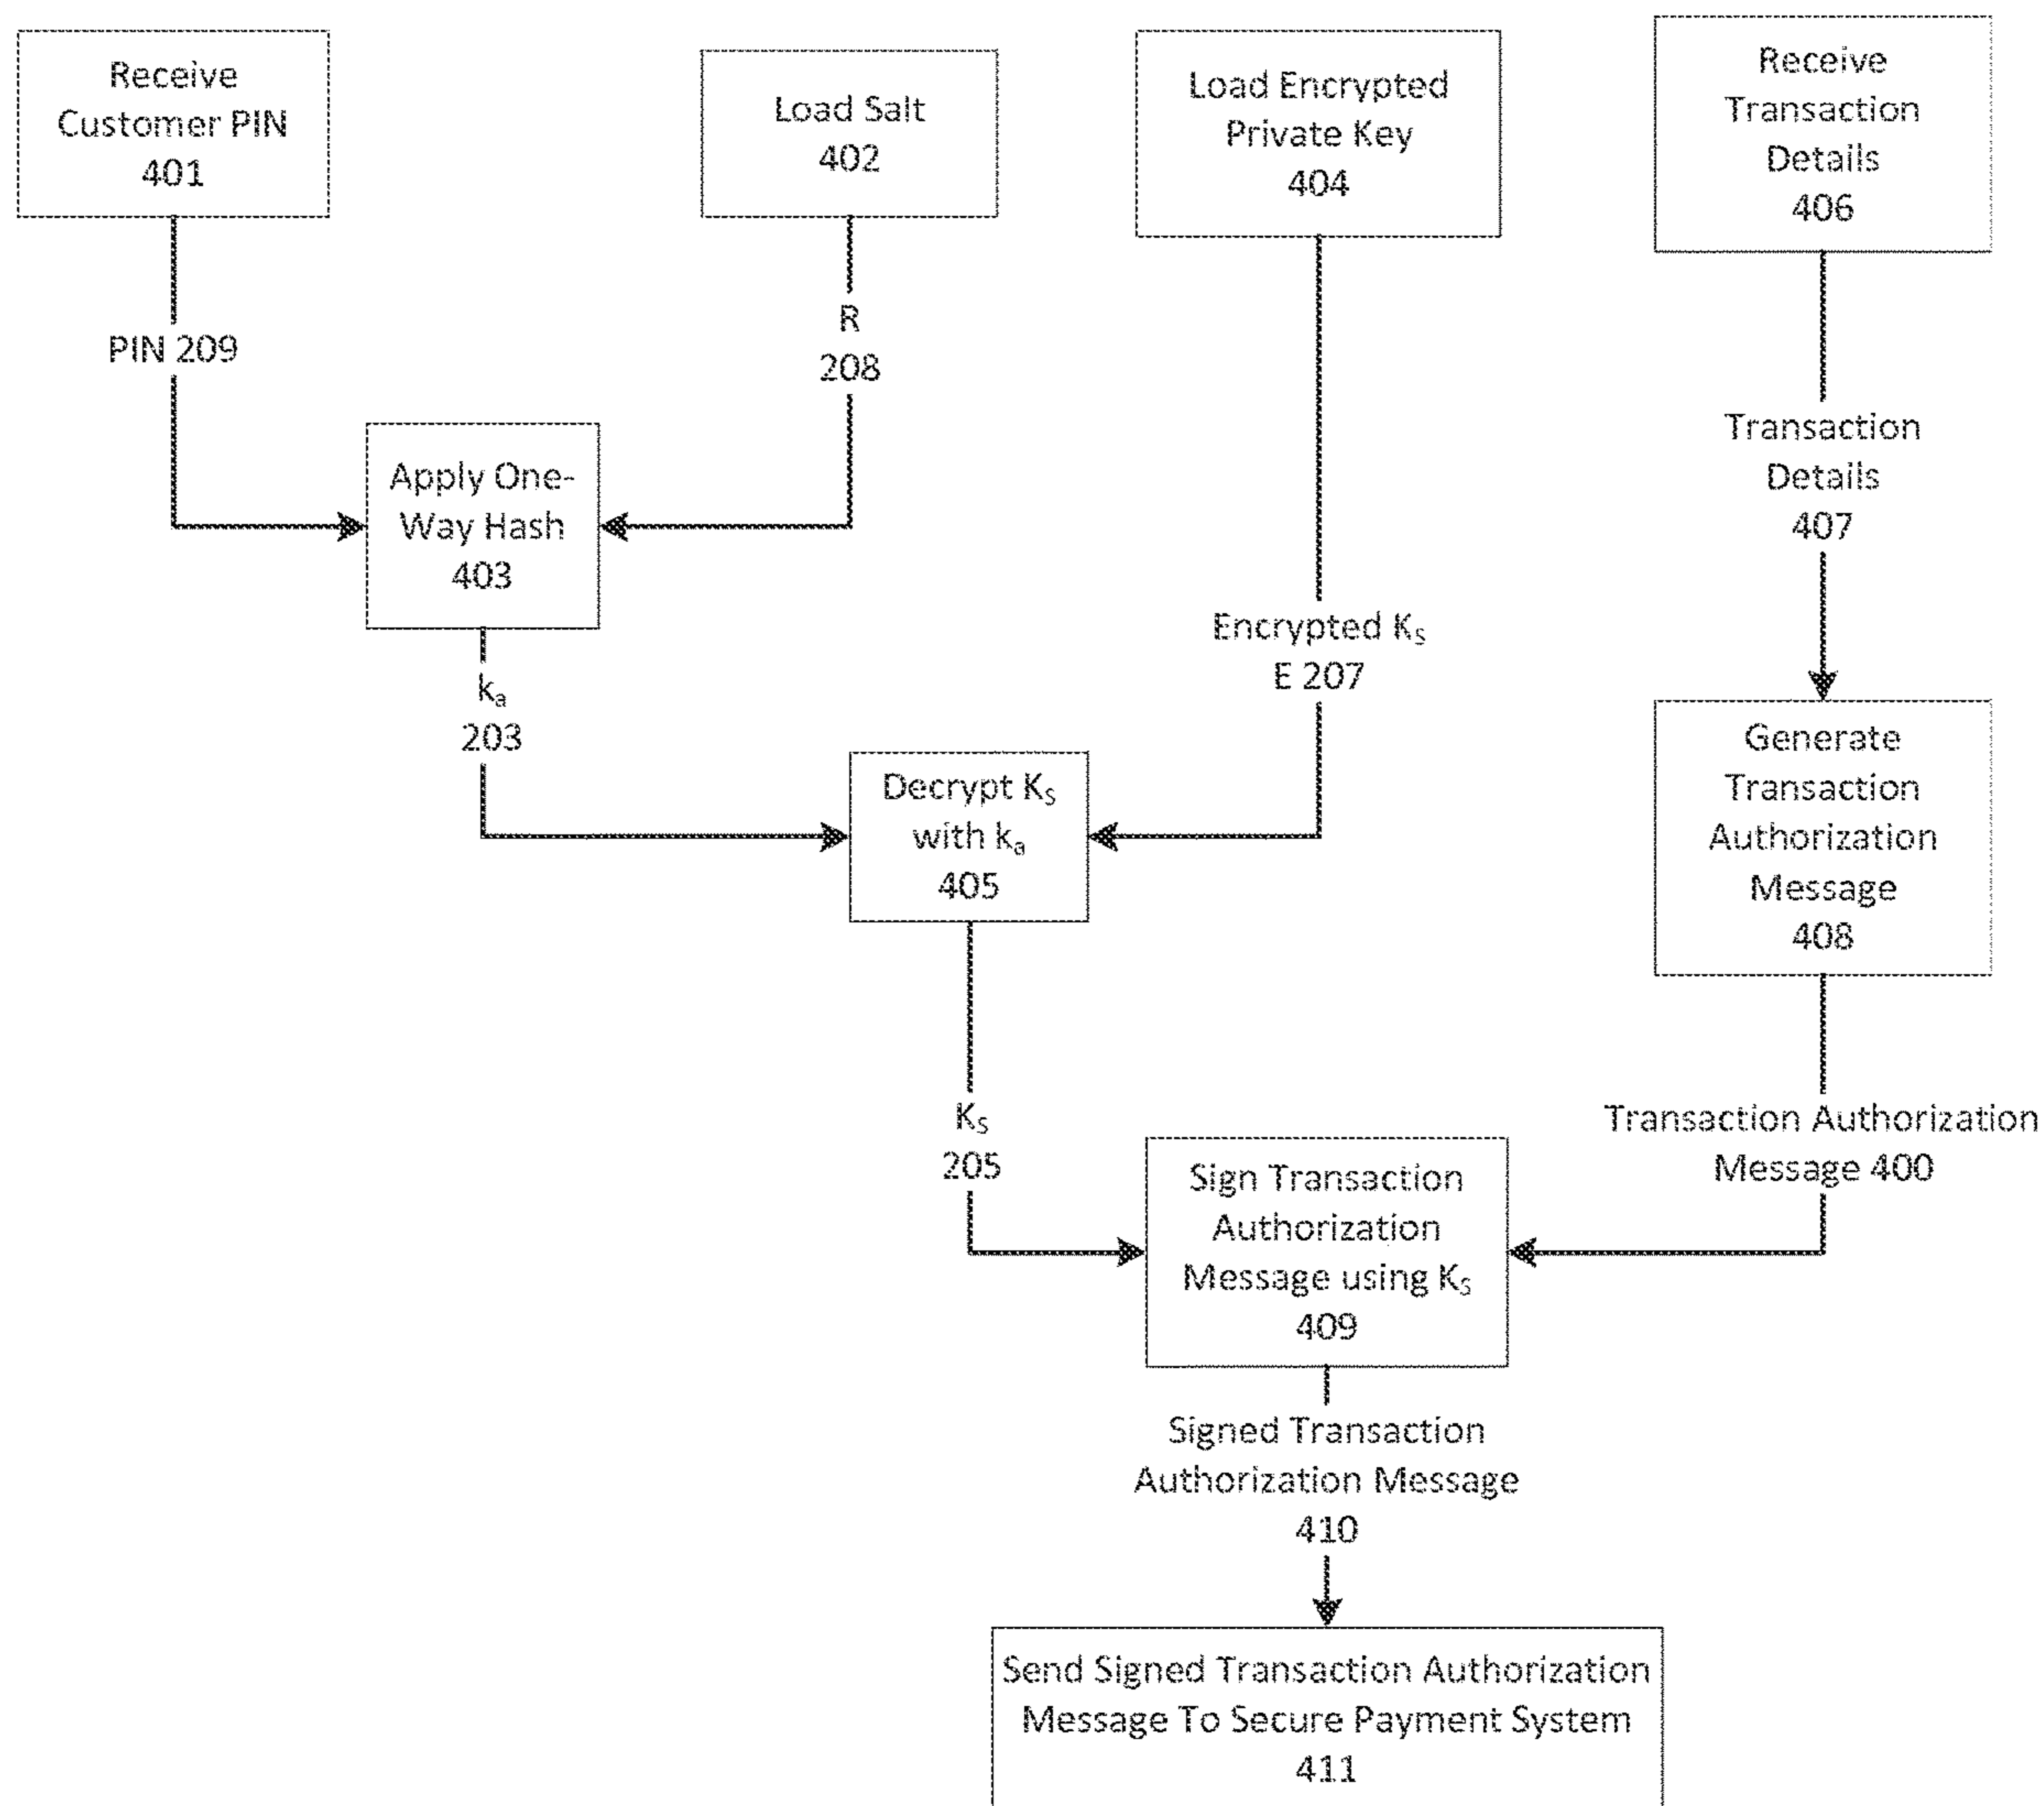 Receive
Customer PIN
401
Load Salt
402
Load Encrypted
Private Key
404
Receive
Transaction
Details
406
PIN 209
R
208
Transaction
Details
407
Apply One-
Way Hash
403
Encrypted KS
E 207
ka
203
Decrypt KS
with ka
405
Generate
Transaction
Authorization
Message
408
KS
205
Transaction Authorization
Message 400
Sign Transaction
Authorization
Message using KS
409
Signed Transaction
Authorization Message
410
Send Signed Transaction Authorization
Message To Secure Payment System
411